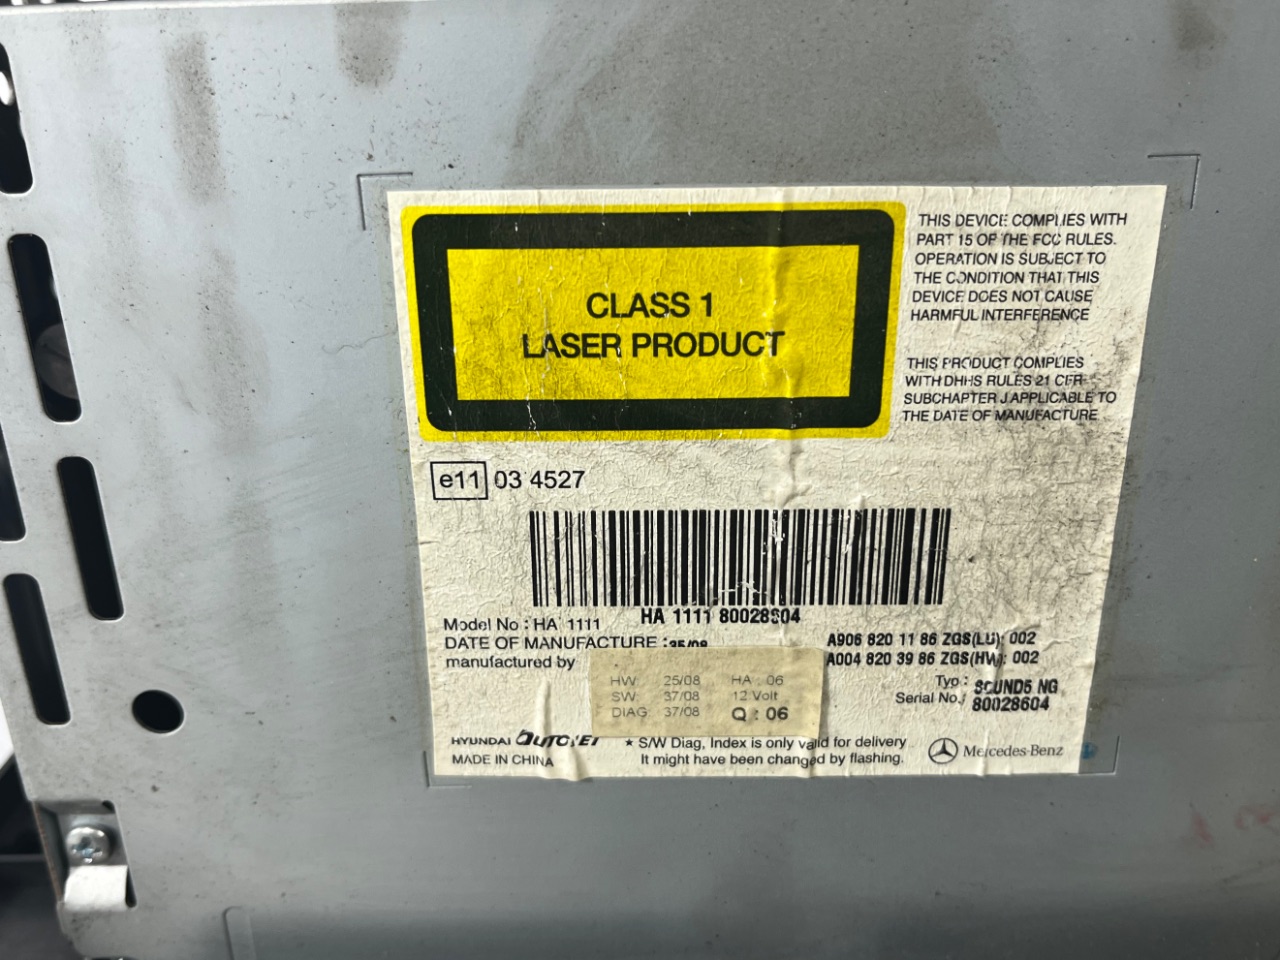 CLASS 1
LASER PRODUCT
THIS DEVICE COMPLIES WITH
PART 15 OF THE FCC RULES.
OPERATION IS SUBJECT TO
THE CONDITION THAT THIS
DEVICE DOES NOT CAUSE
HARMFUL INTERFERENCE
THIS PRODUCT COMPLIES
WITH DHHS RULES 21 CFR
SUBCHAPTER J APPLICABLE TO
THE DATE OF MANUFACTURE
e11 03 4527
HA 1111 80028604
Model No : HA 1111
DATE OF MANUFACTURE : 35/08
manufactured by
A906 820 11 86 ZGS(LU): 002
A004 820 39 86 ZGS(HW): 002
Typ : SOUND5 NG
Serial No. : 80028604
HW: 25/08 HA : 06
SW: 37/08 12 Volt
DIAG: 37/08 Q : 06
HYUNDAI AUTONET
MADE IN CHINA
★ S/W Diag, Index is only valid for delivery
It might have been changed by flashing.
Mercedes-Benz